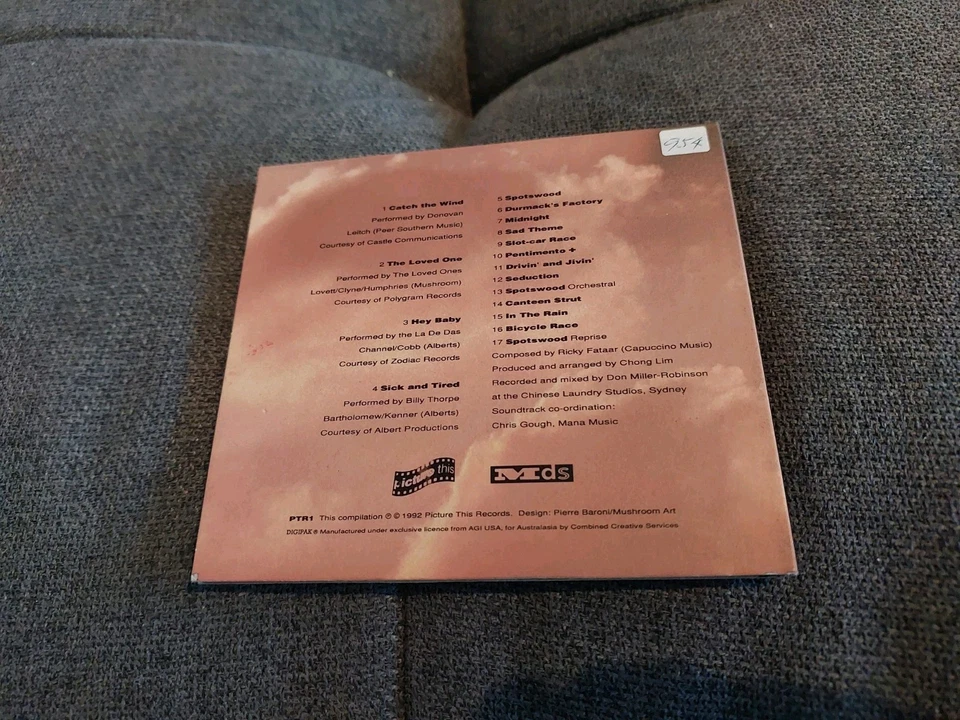 954
1 Catch the Wind
Performed by Donovan
Leitch (Peer Southern Music)
Courtesy of Castle Communications
2 The Loved One
Performed by The Loved Ones
Lovett/Clyne/Humphries (Mushroom)
Courtesy of Polygram Records
3 Hey Baby
Performed by the La De Das
Channel/Cobb (Alberts)
Courtesy of Zodiac Records
4 Sick and Tired
Performed by Billy Thorpe
Bartholomew/Kenner (Alberts)
Courtesy of Albert Productions
5 Spotswood
6 Durmack's Factory
7 Midnight
8 Sad Theme
9 Slot-car Race
10 Pentimento +
11 Drivin' and Jivin'
12 Seduction
13 Spotswood Orchestral
14 Canteen Strut
15 In The Rain
16 Bicycle Race
17 Spotswood Reprise
Composed by Ricky Fataar (Capuccino Music)
Produced and arranged by Chong Lim
Recorded and mixed by Don Miller-Robinson
at the Chinese Laundry Studios, Sydney
Soundtrack co-ordination:
Chris Gough, Mana Music
Picture this
Mds
PTR1 This compilation ℗ © 1992 Picture This Records. Design: Pierre Baroni/Mushroom Art
DIGIPAK ® Manufactured under exclusive licence from AGI USA, for Australasia by Combined Creative Services